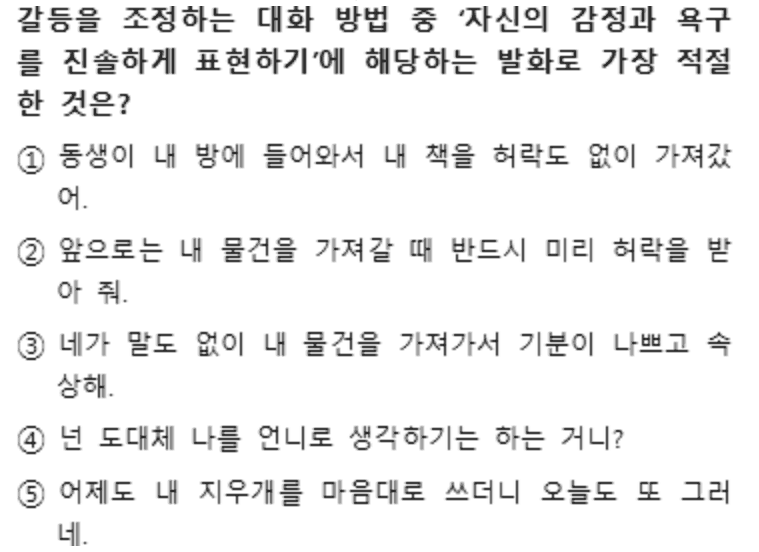 갈등을 조정하는 대화 방법 중 ‘자신의 감정과 욕구
를 진솔하게 표현하기’에 해당하는 발화로 가장 적절
한 것은?
① 동생이 내 방에 들어와서 내 책을 허락도 없이 가져갔
어.
② 앞으로는 내 물건을 가져갈 때 반드시 미리 허락을 받
아 줘.
③ 네가 말도 없이 내 물건을 가져가서 기분이 나쁘고 속
상해.
④ 넌 도대체 나를 언니로 생각하기는 하는 거니?
⑤ 어제도 내 지우개를 마음대로 쓰더니 오늘도 또 그러
네.